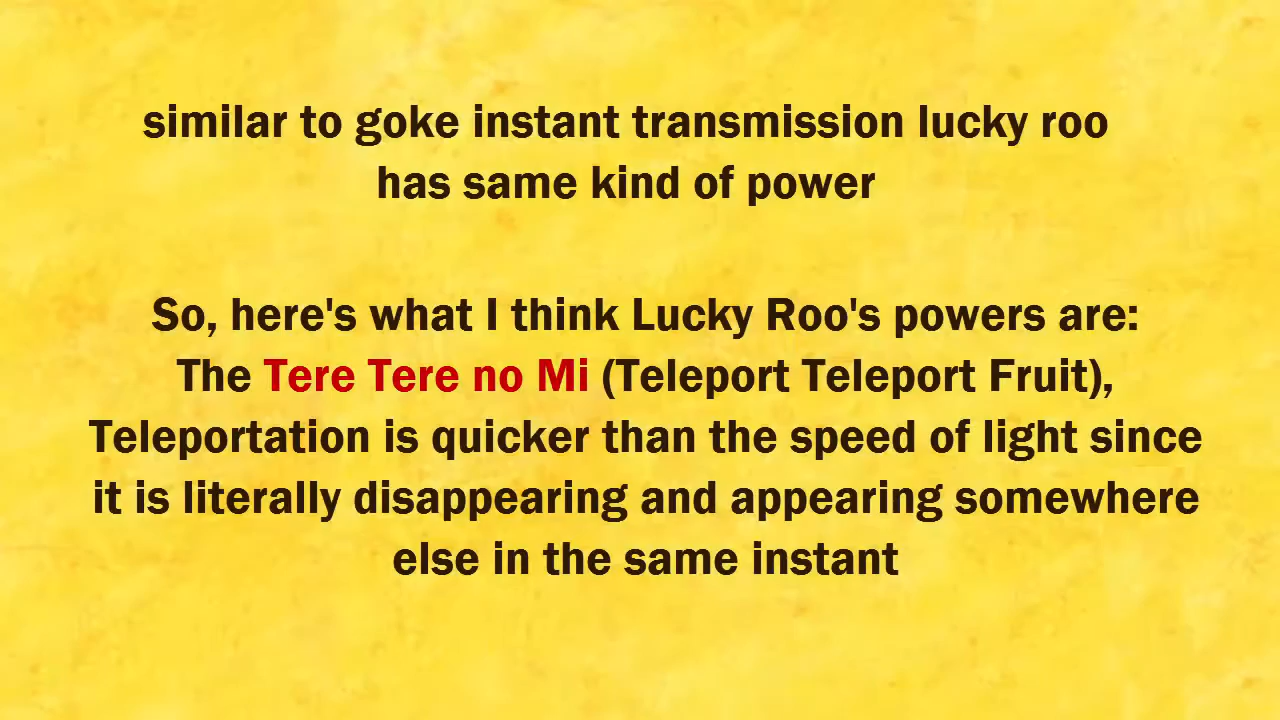 similar to goke instant transmission lucky roo
has same kind of power
So, here's what I think Lucky Roo's powers are:
The Tere Tere no Mi (Teleport Teleport Fruit),
Teleportation is quicker than the speed of light since
it is literally disappearing and appearing somewhere
else in the same instant